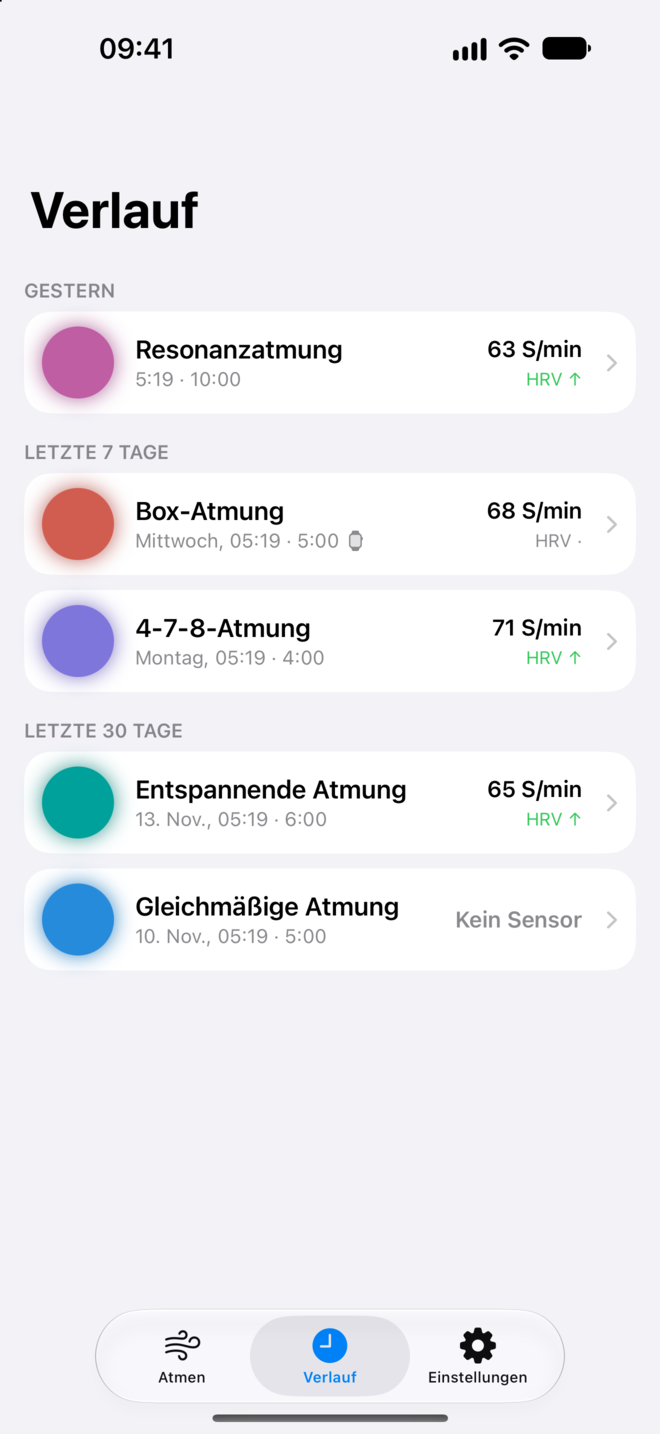 09:41
Verlauf
GESTERN
Resonanzatmung
63 S/min
5:19 · 10:00
HRV ↑
LETZTE 7 TAGE
Box-Atmung
68 S/min
Mittwoch, 05:19 · 5:00
HRV ·
4-7-8-Atmung
71 S/min
Montag, 05:19 · 4:00
HRV ↑
LETZTE 30 TAGE
Entspannende Atmung
65 S/min
13. Nov., 05:19 · 6:00
HRV ↑
Gleichmäßige Atmung
Kein Sensor
10. Nov., 05:19 · 5:00
Atmen
Verlauf
Einstellungen